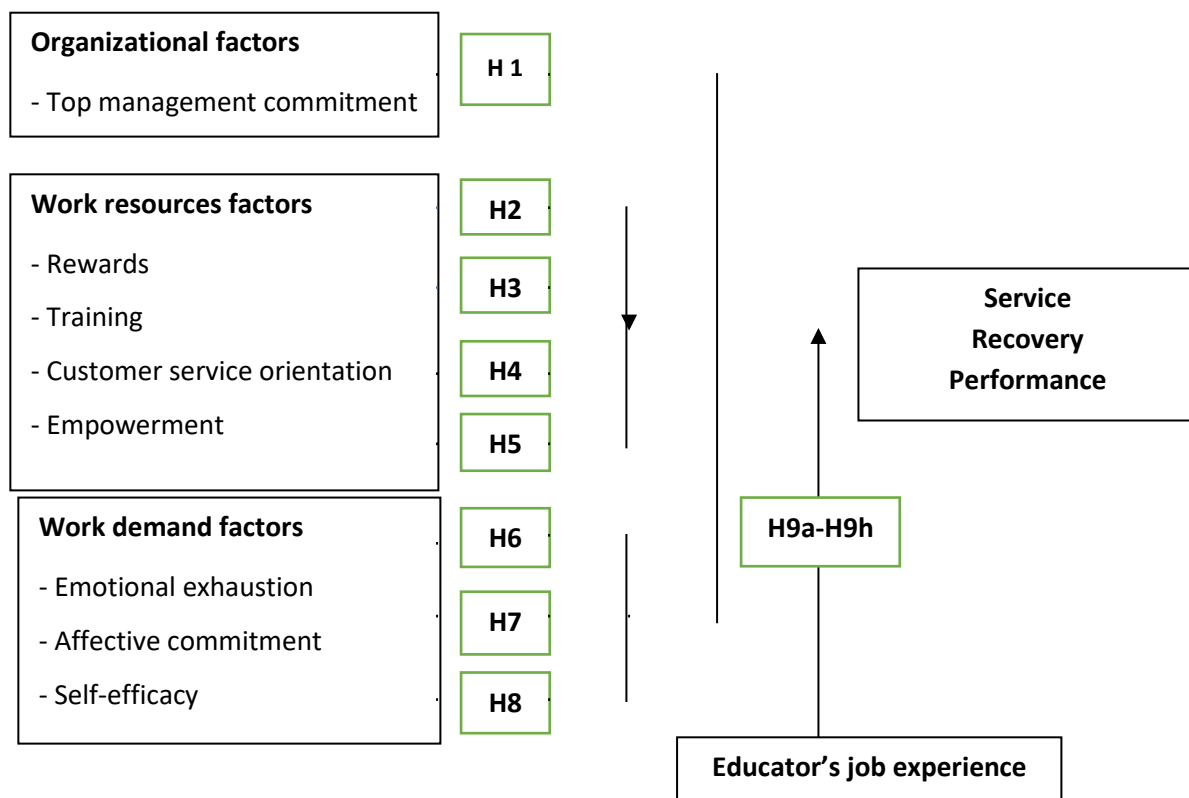 Organizational factors
- Top management commitment
H 1
Work resources factors
- Rewards
- Training
- Customer service orientation
- Empowerment
H2
H3
H4
H5
Work demand factors
- Emotional exhaustion
- Affective commitment
- Self-efficacy
H6
H7
H8
Service
Recovery
Performance
H9a-H9h
Educator’s job experience